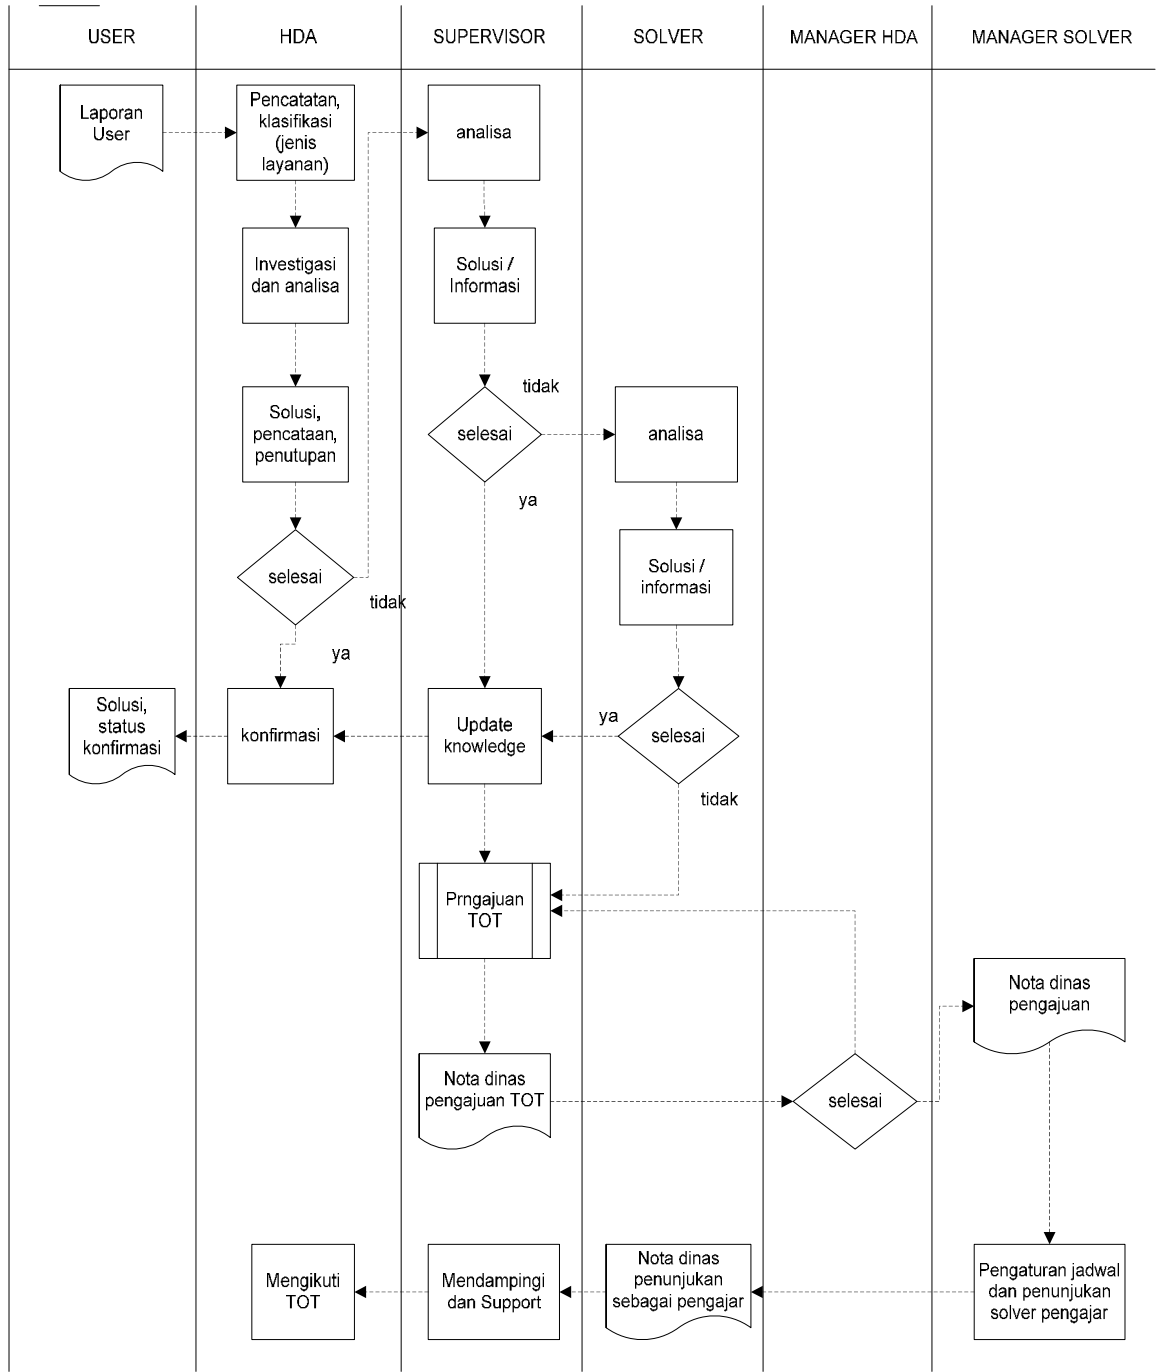 USER
HDA
SUPERVISOR
SOLVER
MANAGER HDA
MANAGER SOLVER
Laporan
User
Pencatatan,
klasifikasi
(jenis
layanan)
analisa
Investigasi
dan analisa
Solusi /
Informasi
tidak
Solusi,
pencataan,
penutupan
selesai
analisa
ya
selesai
tidak
Solusi /
informasi
ya
Solusi,
status
konfirmasi
konfirmasi
Update
knowledge
ya
selesai
tidak
Prngajuan
TOT
Nota dinas
pengajuan
Nota dinas
pengajuan TOT
selesai
Mengikuti
TOT
Mendampingi
dan Support
Nota dinas
penunjukan
sebagai pengajar
Pengaturan jadwal
dan penunjukan
solver pengajar